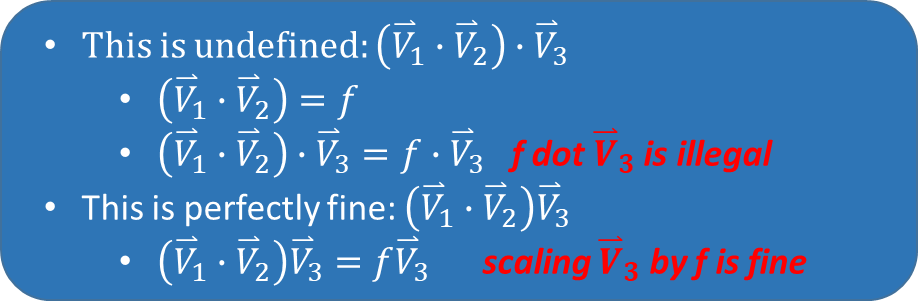 • This is undefined: (V⃗₁ · V⃗₂) · V⃗₃
• (V⃗₁ · V⃗₂) = f
• (V⃗₁ · V⃗₂) · V⃗₃ = f · V⃗₃ f dot V⃗₃ is illegal
• This is perfectly fine: (V⃗₁ · V⃗₂)V⃗₃
• (V⃗₁ · V⃗₂)V⃗₃ = fV⃗₃ scaling V⃗₃ by f is fine